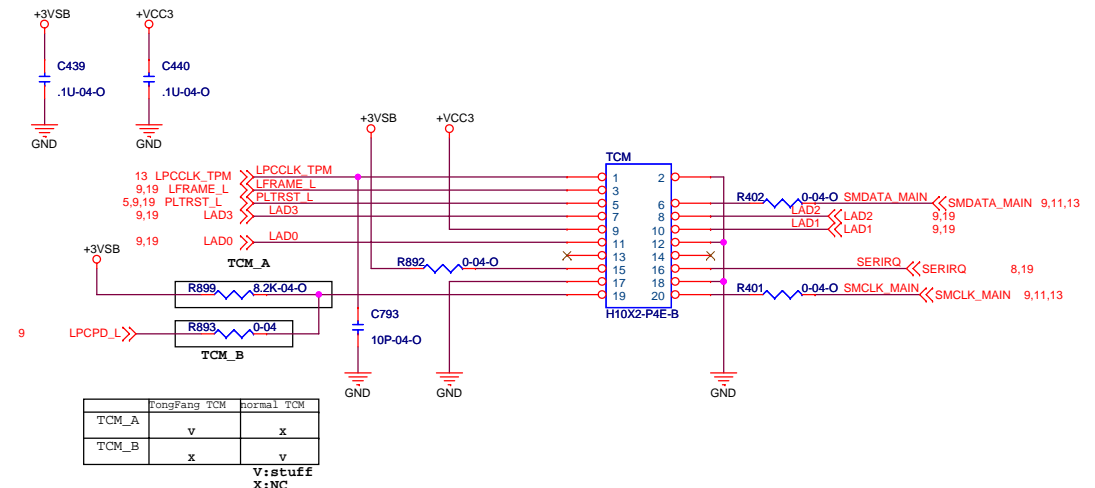 +3VSB
+VCC3
C439
.1U-04-O
C440
.1U-04-O
GND
GND
+3VSB
+VCC3
TCM
13 LPCCLK_TPM LPCCLK_TPM 1 2
9,19 LFRAME_L LFRAME_L 3
5,9,19 PLTRST_L PLTRST_L 5 6 R402 0-04-O SMDATA_MAIN SMDATA_MAIN 9,11,13
9,19 LAD3 LAD3 7 8 LAD2 LAD2 9,19
9 10 LAD1 LAD1 9,19
9,19 LAD0 LAD0 11 12
13 14
+3VSB
TCM_A
R892 0-04-O 15 16 SERIRQ SERIRQ 8,19
17 18
R899 8.2K-04-O 19 20 R401 0-04-O SMCLK_MAIN SMCLK_MAIN 9,11,13
H10X2-P4E-B
9 LPCPD_L R893 0-04
TCM_B
C793
10P-04-O
GND
GND
GND
TongFang TCM normal TCM
TCM_A v x
TCM_B x v
V:stuff
X:NC